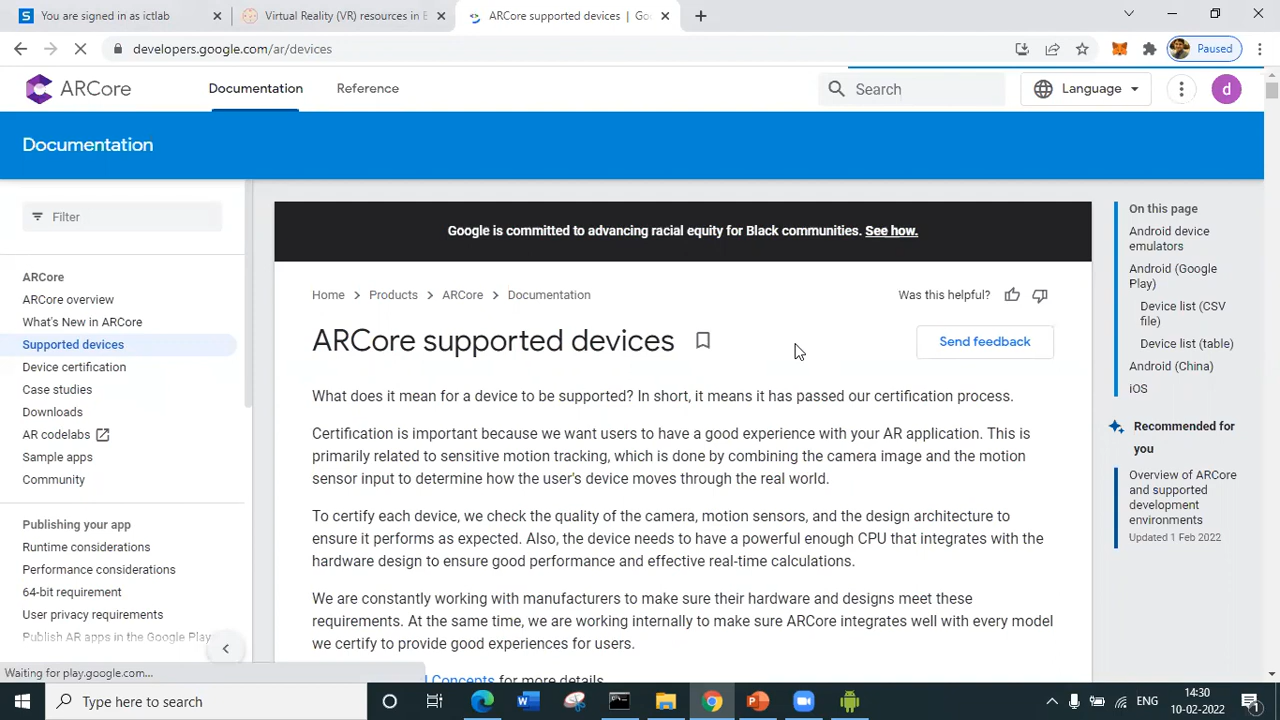 You are signed as ictlab
Virtual Reality (VR) resources in E
ARCore supported devices | Goo
developers.google.com/ar/devices
Paused
ARCore
Documentation
Reference
Search
Language
d
Documentation
Filter
ARCore
ARCore overview
What's New in ARCore
Supported devices
Device certification
Case studies
Downloads
AR codelabs
Sample apps
Community
Publishing your app
Runtime considerations
Performance considerations
64-bit requirement
User privacy requirements
Publish AR apps in the Google Play
Google is committed to advancing racial equity for Black communities. See how.
Home > Products > ARCore > Documentation
Was this helpful?
ARCore supported devices
Send feedback
What does it mean for a device to be supported? In short, it means it has passed our certification process.
Certification is important because we want users to have a good experience with your AR application. This is
primarily related to sensitive motion tracking, which is done by combining the camera image and the motion
sensor input to determine how the user's device moves through the real world.
To certify each device, we check the quality of the camera, motion sensors, and the design architecture to
ensure it performs as expected. Also, the device needs to have a powerful enough CPU that integrates with the
hardware design to ensure good performance and effective real-time calculations.
We are constantly working with manufacturers to make sure their hardware and designs meet these
requirements. At the same time, we are working internally to make sure ARCore integrates well with every model
we certify to provide good experiences for users.
Concepts for more details
On this page
Android device
emulators
Android (Google
Play)
Device list (CSV
file)
Device list (table)
Android (China)
iOS
Recommended for
you
Overview of ARCore
and supported
development
environments
Updated 1 Feb 2022
Waiting for play.google.com...
Type here to search
ENG
14:30
10-02-2022
1